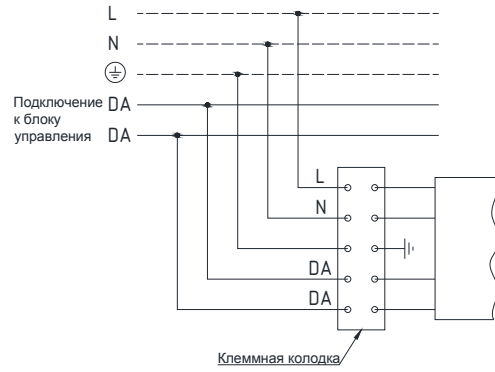 L
N
Подключение
к блоку
управления
DA
DA
L
N
DA
DA
Клеммная колодка